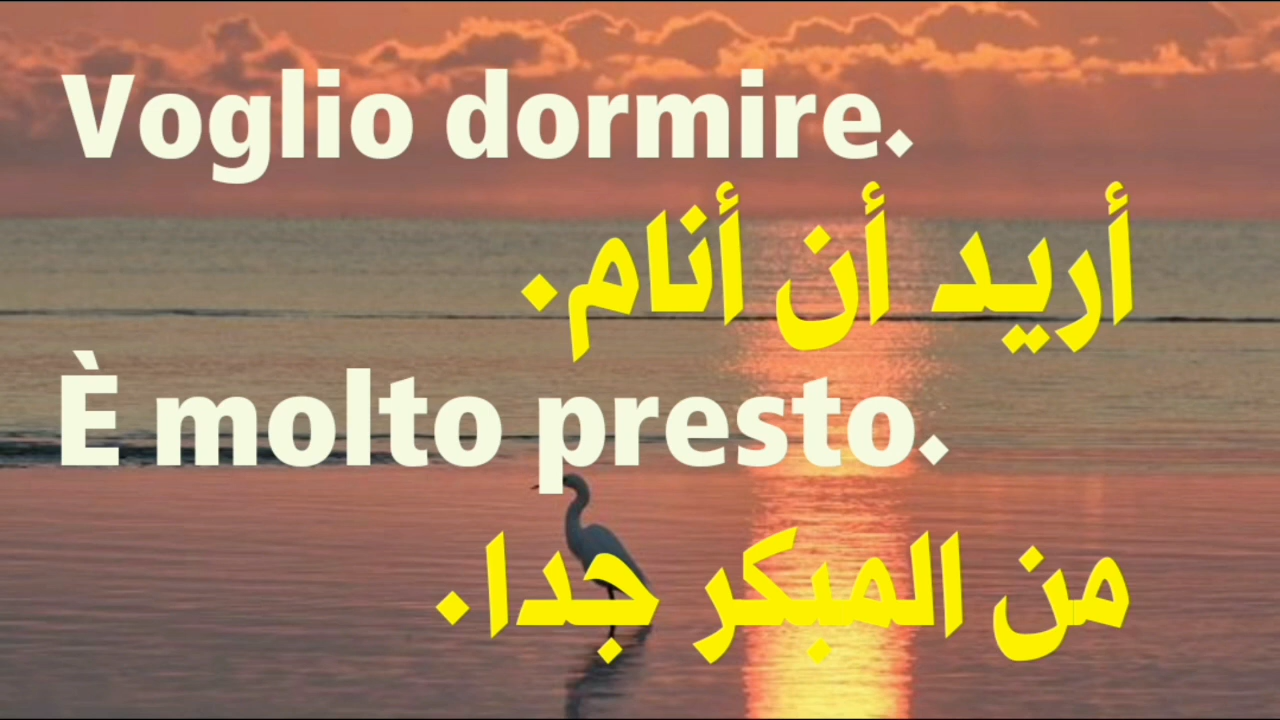 Voglio dormire.
أريد أن أنام.
È molto presto.
من المبكر جدا.